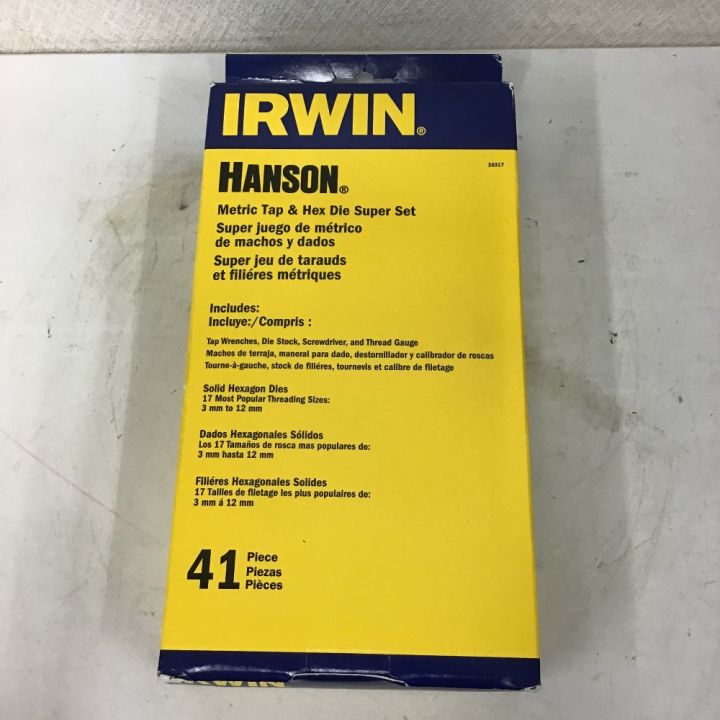 IRWIN®
26317
HANSON®
Metric Tap & Hex Die Super Set
Super juego de métrico
de machos y dados
Super jeu de tarauds
et filiéres métriques
Includes:
Incluye:/Compris :
Tap Wrenches, Die Stock, Screwdriver, and Thread Gauge
Machos de terraja, maneral para dado, destornillador y calibrador de roscas
Tourne-à-gauche, stock de filiéres, tournevis et calibre de filetage
Solid Hexagon Dies
17 Most Popular Threading Sizes:
3 mm to 12 mm
Dados Hexagonales Sólidos
Los 17 Tamaños de rosca mas populares de:
3 mm hasta 12 mm
Filiéres Hexagonales Solides
17 Tailles de filetage les plus populaires de:
3 mm á 12 mm
41 Piece
Piezas
Pièces
IRWIN